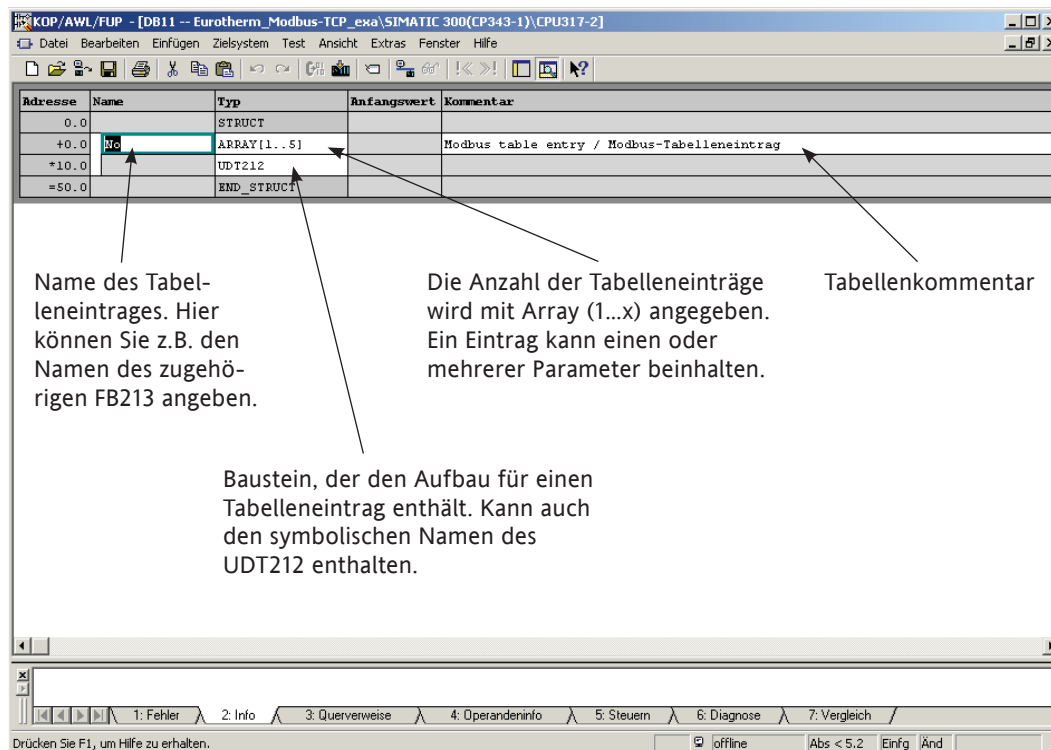 KOP/AWL/FUP - [DB11 -- Eurotherm_Modbus-TCP_exa\SIMATIC 300(CP343-1)\CPU317-2]
Datei Bearbeiten Einfügen Zielsystem Test Ansicht Extras Fenster Hilfe
Adresse Name Typ Anfangswert Kommentar
0.0 STRUCT
+0.0 No ARRAY[1..5] Modbus table entry / Modbus-Tabelleneintrag
*10.0 UDT212
=50.0 END_STRUCT
Name des Tabel-
leneintrages. Hier
können Sie z.B. den
Namen des zugehö-
rigen FB213 angeben.
Die Anzahl der Tabelleneinträge
wird mit Array (1...x) angegeben.
Ein Eintrag kann einen oder
mehrerer Parameter beinhalten.
Tabellenkommentar
Baustein, der den Aufbau für einen
Tabelleneintrag enthält. Kann auch
den symbolischen Namen des
UDT212 enthalten.
1: Fehler 2: Info 3: Querverweise 4: Operandeninfo 5: Steuern 6: Diagnose 7: Vergleich
Drücken Sie F1, um Hilfe zu erhalten. offline Abs < 5.2 Einfg Änd